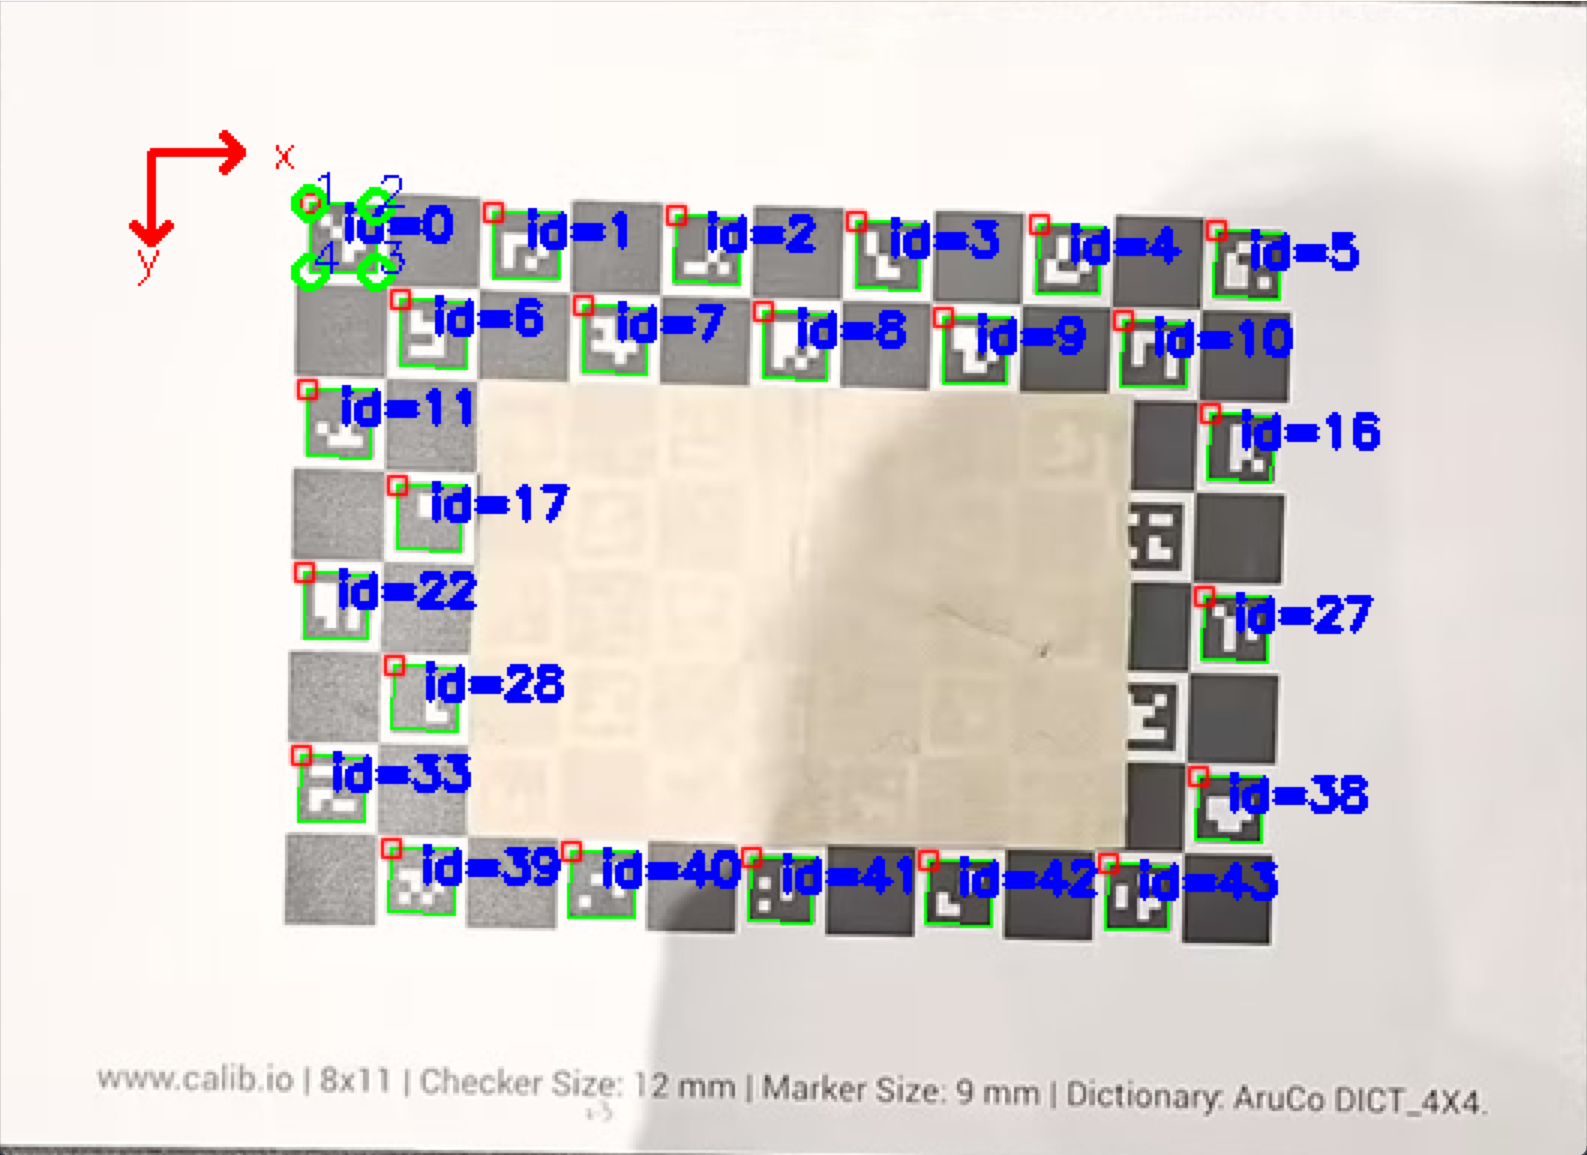 x
1 2
id=0 id=1 id=2 id=3 id=4 id=5
y
4 3
id=6 id=7 id=8 id=9 id=10
id=11 id=16
id=17
id=22 id=27
id=28
id=33 id=38
id=39 id=40 id=41 id=42 id=43
www.calib.io | 8x11 | Checker Size: 12 mm | Marker Size: 9 mm | Dictionary: AruCo DICT_4X4.